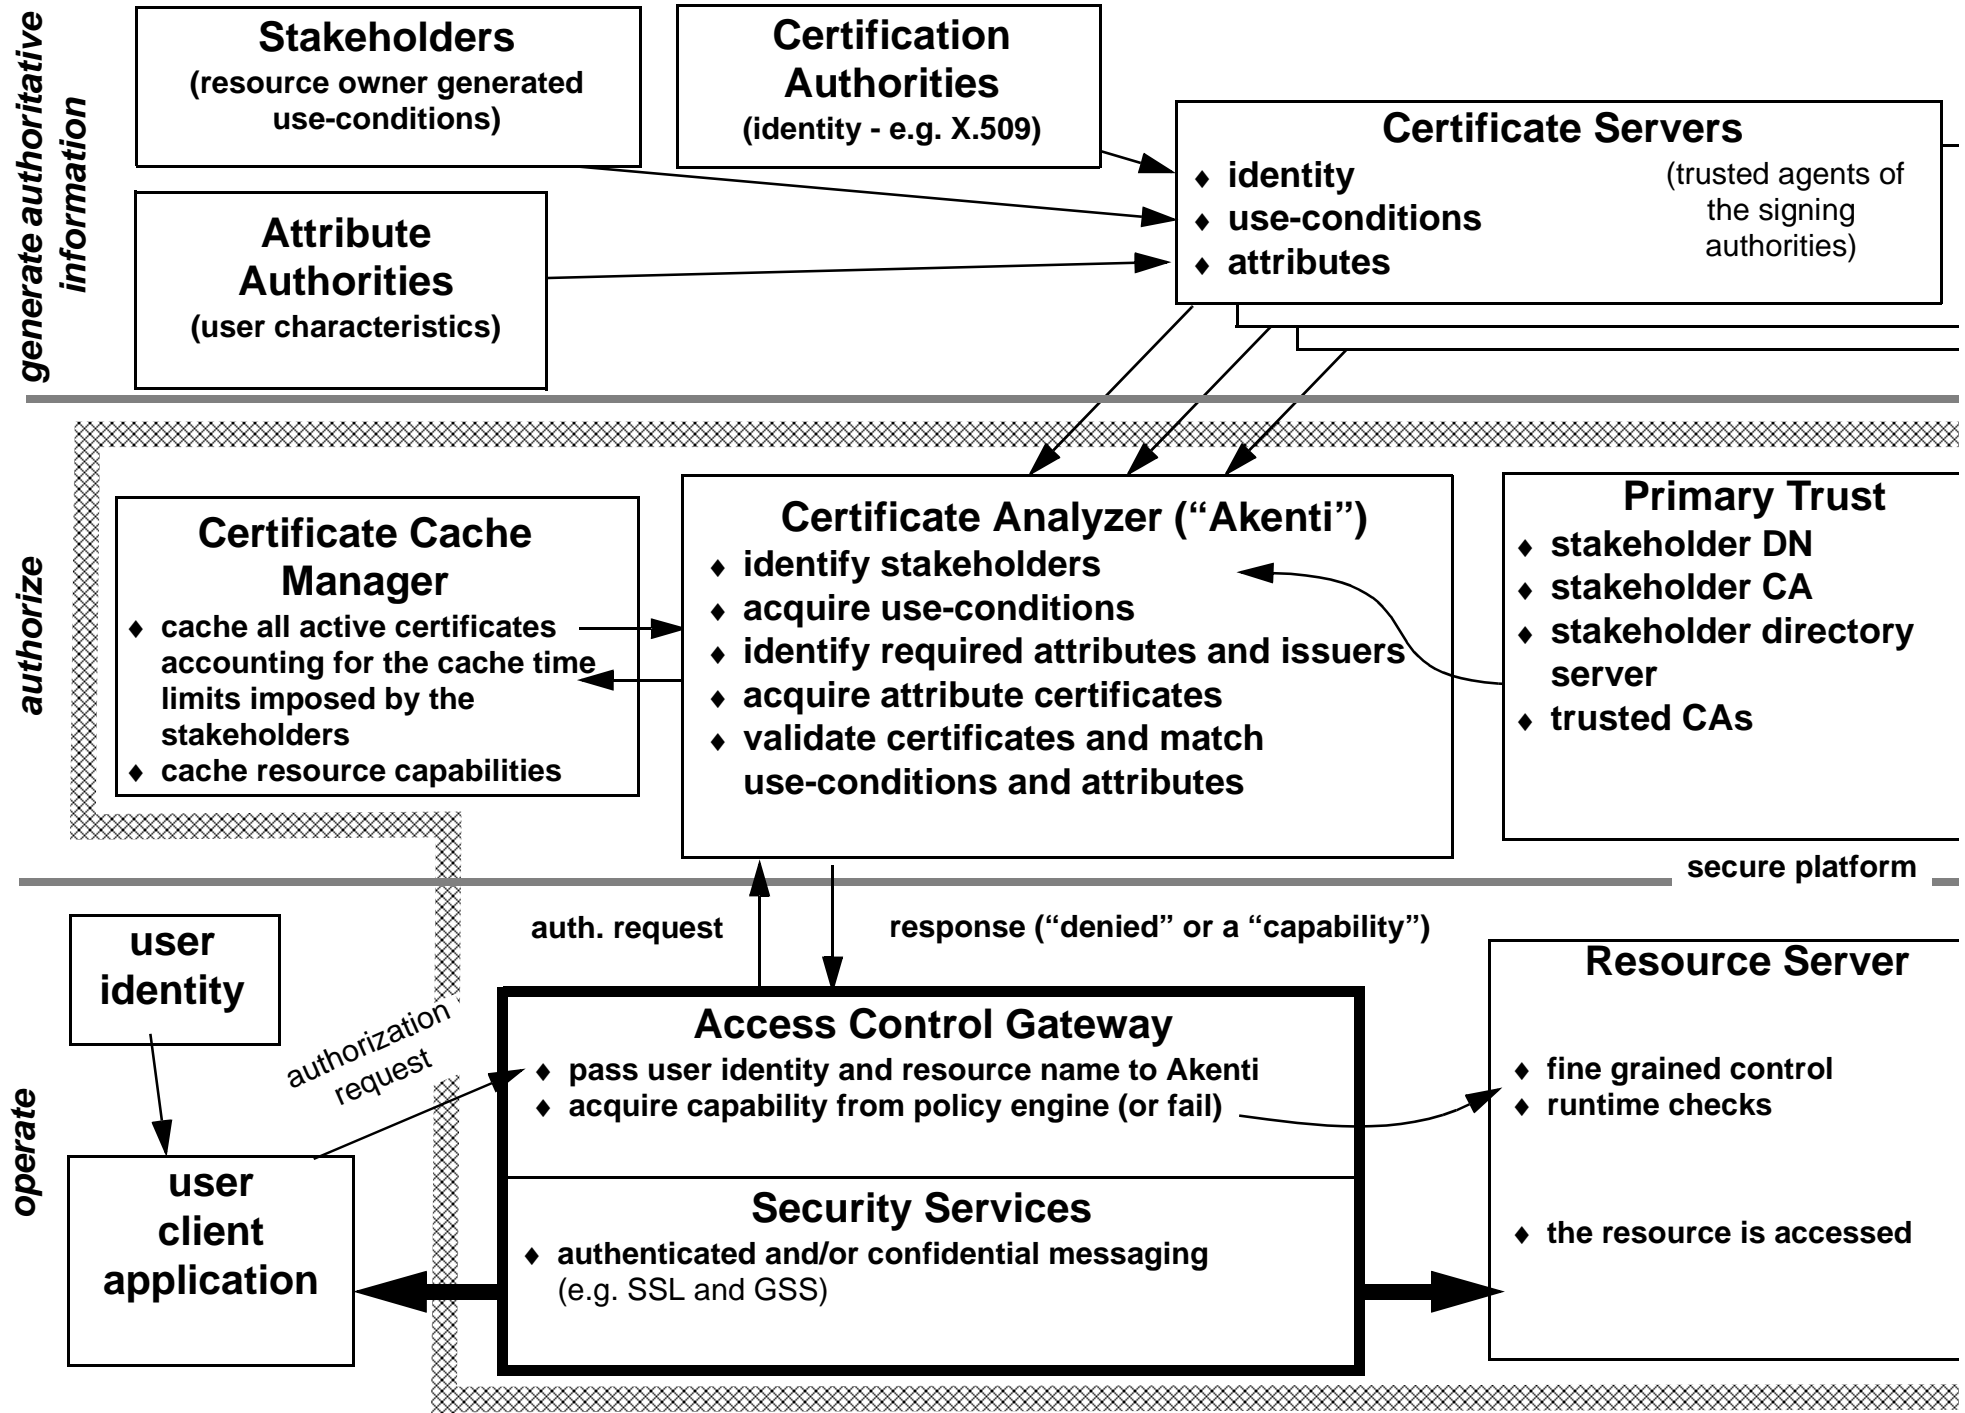 generate authoritative
information
Stakeholders
(resource owner generated
use-conditions)
Certification
Authorities
(identity - e.g. X.509)
Attribute
Authorities
(user characteristics)
Certificate Servers
♦ identity
♦ use-conditions
♦ attributes
(trusted agents of
the signing
authorities)
authorize
Certificate Cache
Manager
♦ cache all active certificates
accounting for the cache time
limits imposed by the
stakeholders
♦ cache resource capabilities
Certificate Analyzer (“Akenti”)
♦ identify stakeholders
♦ acquire use-conditions
♦ identify required attributes and issuers
♦ acquire attribute certificates
♦ validate certificates and match
use-conditions and attributes
Primary Trust
♦ stakeholder DN
♦ stakeholder CA
♦ stakeholder directory
server
♦ trusted CAs
secure platform
operate
user
identity
auth. request
response (“denied” or a “capability”)
authorization
request
user
client
application
Access Control Gateway
♦ pass user identity and resource name to Akenti
♦ acquire capability from policy engine (or fail)
Security Services
♦ authenticated and/or confidential messaging
(e.g. SSL and GSS)
Resource Server
♦ fine grained control
♦ runtime checks
♦ the resource is accessed